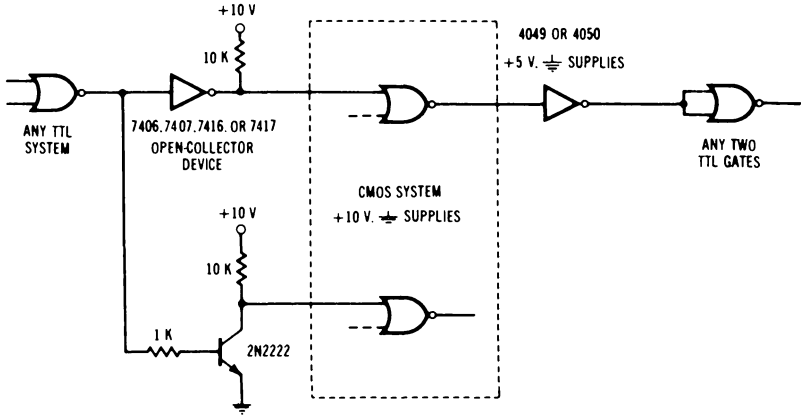 +10 V
10 K
4049 OR 4050
+5 V. ⏚ SUPPLIES
ANY TTL
SYSTEM
7406,7407,7416, OR 7417
OPEN-COLLECTOR
DEVICE
ANY TWO
TTL GATES
CMOS SYSTEM
+10 V. ⏚ SUPPLIES
+10 V
10 K
1 K
2N2222